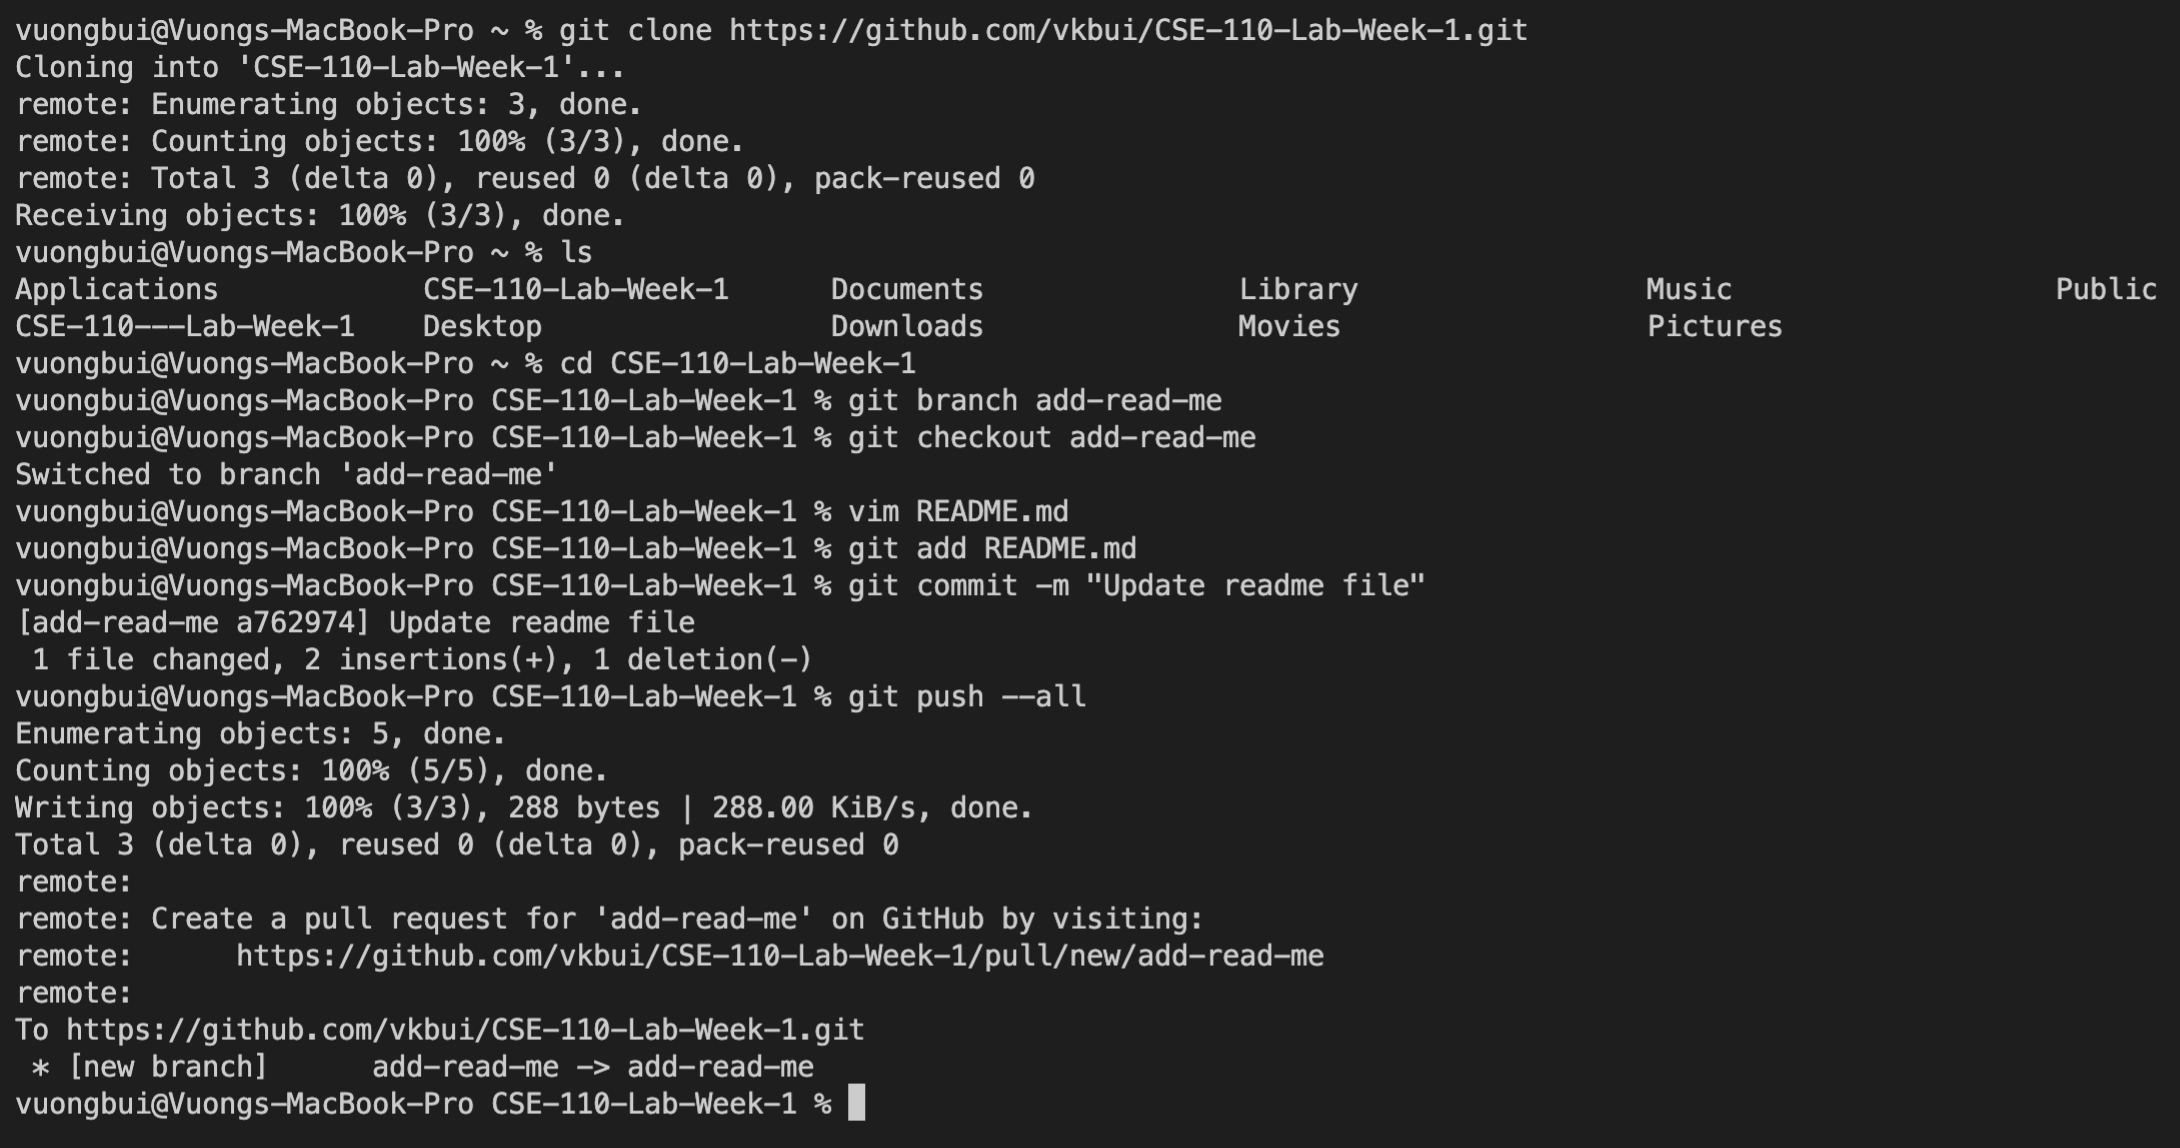 vuongbui@Vuongs-MacBook-Pro ~ % git clone https://github.com/vkbui/CSE-110-Lab-Week-1.git
Cloning into 'CSE-110-Lab-Week-1'...
remote: Enumerating objects: 3, done.
remote: Counting objects: 100% (3/3), done.
remote: Total 3 (delta 0), reused 0 (delta 0), pack-reused 0
Receiving objects: 100% (3/3), done.
vuongbui@Vuongs-MacBook-Pro ~ % ls
Applications            CSE-110-Lab-Week-1      Documents               Library                 Music                   Public
CSE-110---Lab-Week-1    Desktop                 Downloads               Movies                  Pictures
vuongbui@Vuongs-MacBook-Pro ~ % cd CSE-110-Lab-Week-1
vuongbui@Vuongs-MacBook-Pro CSE-110-Lab-Week-1 % git branch add-read-me
vuongbui@Vuongs-MacBook-Pro CSE-110-Lab-Week-1 % git checkout add-read-me
Switched to branch 'add-read-me'
vuongbui@Vuongs-MacBook-Pro CSE-110-Lab-Week-1 % vim README.md
vuongbui@Vuongs-MacBook-Pro CSE-110-Lab-Week-1 % git add README.md
vuongbui@Vuongs-MacBook-Pro CSE-110-Lab-Week-1 % git commit -m "Update readme file"
[add-read-me a762974] Update readme file
 1 file changed, 2 insertions(+), 1 deletion(-)
vuongbui@Vuongs-MacBook-Pro CSE-110-Lab-Week-1 % git push --all
Enumerating objects: 5, done.
Counting objects: 100% (5/5), done.
Writing objects: 100% (3/3), 288 bytes | 288.00 KiB/s, done.
Total 3 (delta 0), reused 0 (delta 0), pack-reused 0
remote:
remote: Create a pull request for 'add-read-me' on GitHub by visiting:
remote:      https://github.com/vkbui/CSE-110-Lab-Week-1/pull/new/add-read-me
remote:
To https://github.com/vkbui/CSE-110-Lab-Week-1.git
 * [new branch]      add-read-me -> add-read-me
vuongbui@Vuongs-MacBook-Pro CSE-110-Lab-Week-1 %